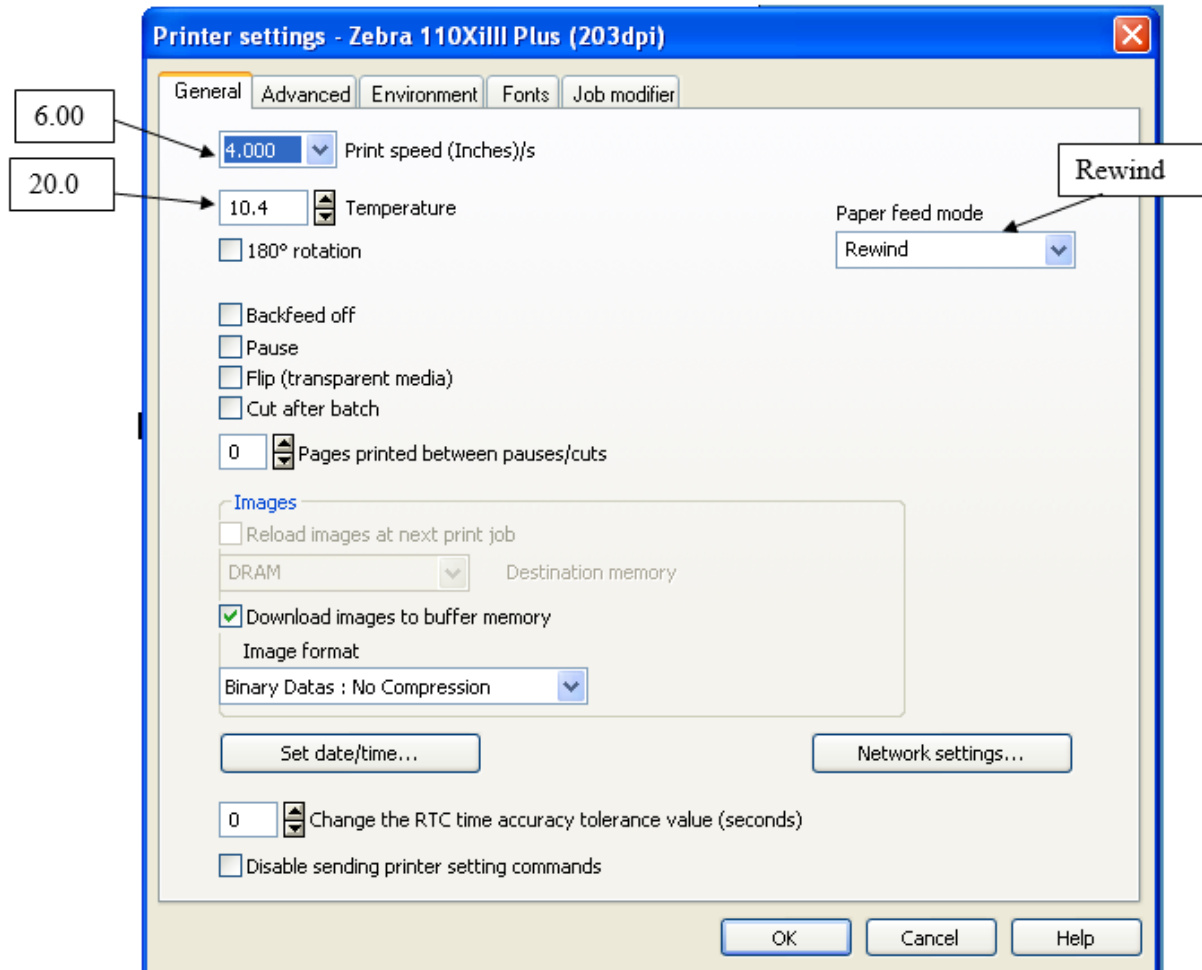 Printer settings - Zebra 110XiIII Plus (203dpi)
General Advanced Environment Fonts Job modifier
6.00
4.000 Print speed (Inches)/s
20.0
10.4 Temperature
Rewind
Paper feed mode
180° rotation
Rewind
Backfeed off
Pause
Flip (transparent media)
Cut after batch
0 Pages printed between pauses/cuts
Images
Reload images at next print job
DRAM Destination memory
Download images to buffer memory
Image format
Binary Datas : No Compression
Set date/time... Network settings...
0 Change the RTC time accuracy tolerance value (seconds)
Disable sending printer setting commands
OK Cancel Help